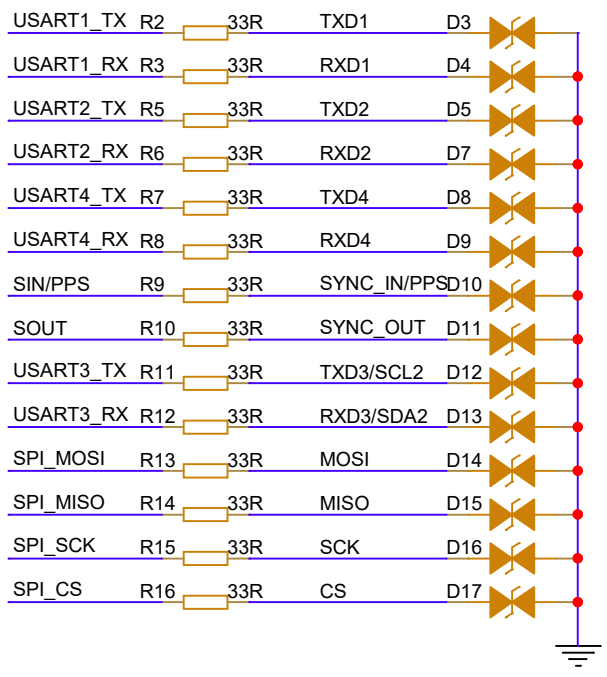 USART1_TX R2 33R TXD1 D3
USART1_RX R3 33R RXD1 D4
USART2_TX R5 33R TXD2 D5
USART2_RX R6 33R RXD2 D7
USART4_TX R7 33R TXD4 D8
USART4_RX R8 33R RXD4 D9
SIN/PPS R9 33R SYNC_IN/PPS D10
SOUT R10 33R SYNC_OUT D11
USART3_TX R11 33R TXD3/SCL2 D12
USART3_RX R12 33R RXD3/SDA2 D13
SPI_MOSI R13 33R MOSI D14
SPI_MISO R14 33R MISO D15
SPI_SCK R15 33R SCK D16
SPI_CS R16 33R CS D17